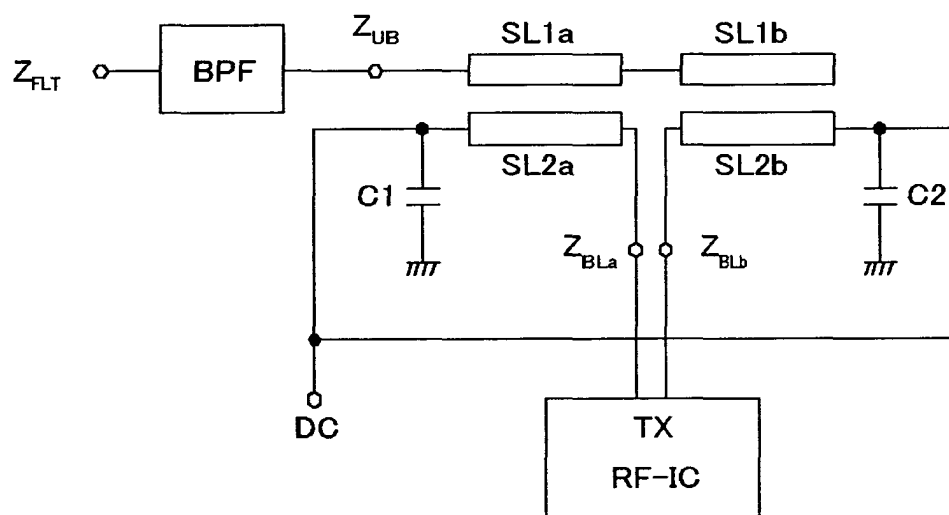 Z_FLT
BPF
Z_UB
SL1a
SL1b
SL2a
SL2b
C1
C2
Z_BLa
Z_BLb
DC
TX
RF-IC